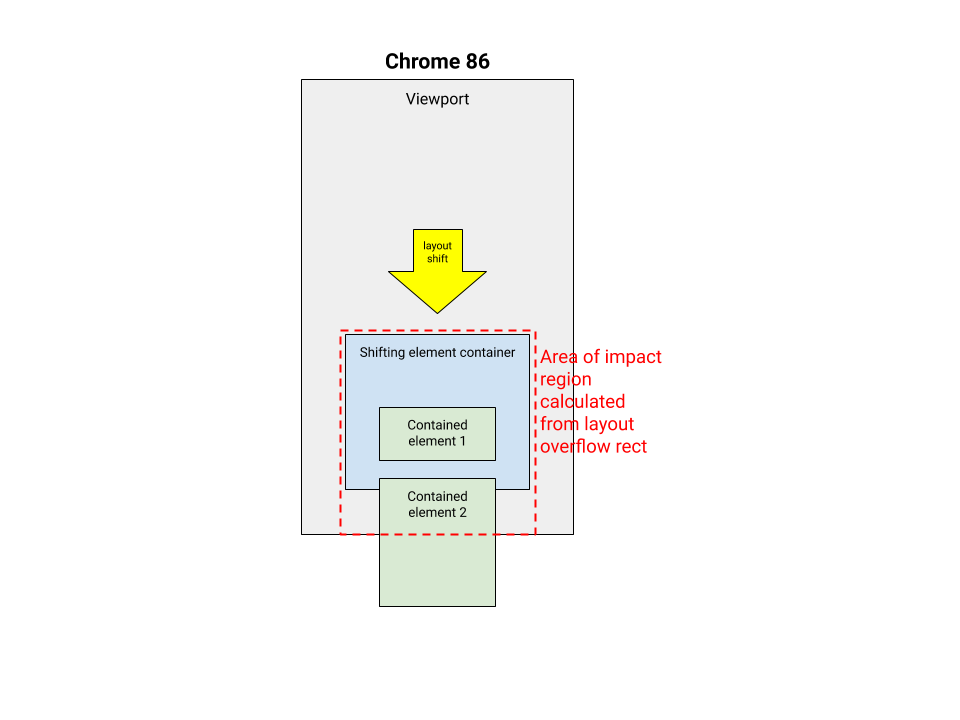 Chrome 86
Viewport
layout
shift
Shifting element container
Area of impact
region
calculated
from layout
overflow rect
Contained
element 1
Contained
element 2